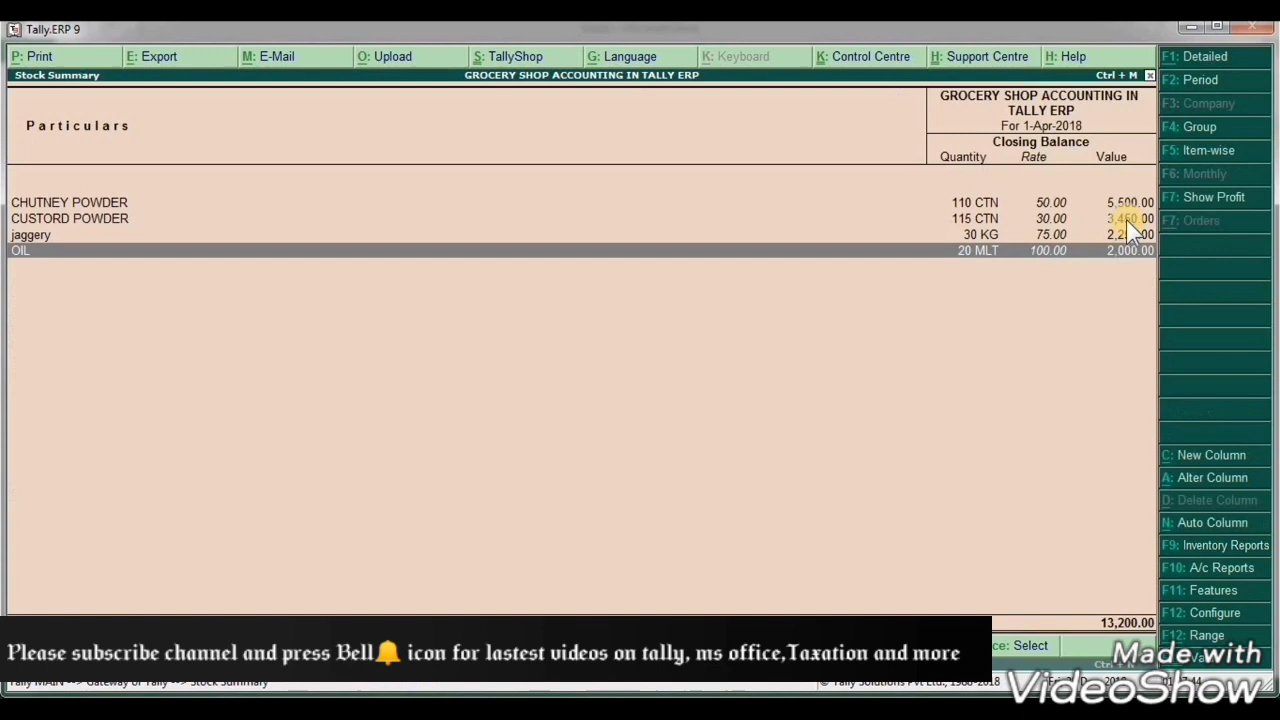 Tally.ERP 9
P: Print E: Export M: E-Mail O: Upload S: TallyShop G: Language K: Keyboard K: Control Centre H: Support Centre H: Help
Stock Summary GROCERY SHOP ACCOUNTING IN TALLY ERP Ctrl + M
Particulars
GROCERY SHOP ACCOUNTING IN
TALLY ERP
For 1-Apr-2018
Closing Balance
Quantity Rate Value
CHUTNEY POWDER 110 CTN 50.00 5,500.00
CUSTORD POWDER 115 CTN 30.00 3,450.00
jaggery 30 KG 75.00
OIL 20 MLT 100.00 2,000.00
13,200.00
F1: Detailed
F2: Period
F3: Company
F4: Group
F5: Item-wise
F6: Monthly
F7: Show Profit
F7: Orders
C: New Column
A: Alter Column
D: Delete Column
N: Auto Column
F9: Inventory Reports
F10: A/c Reports
F11: Features
F12: Configure
F12: Range
Select
Please subscribe channel and press Bell🔔 icon for lastest videos on tally, ms office,Taxation and more
Made with
VideoShow